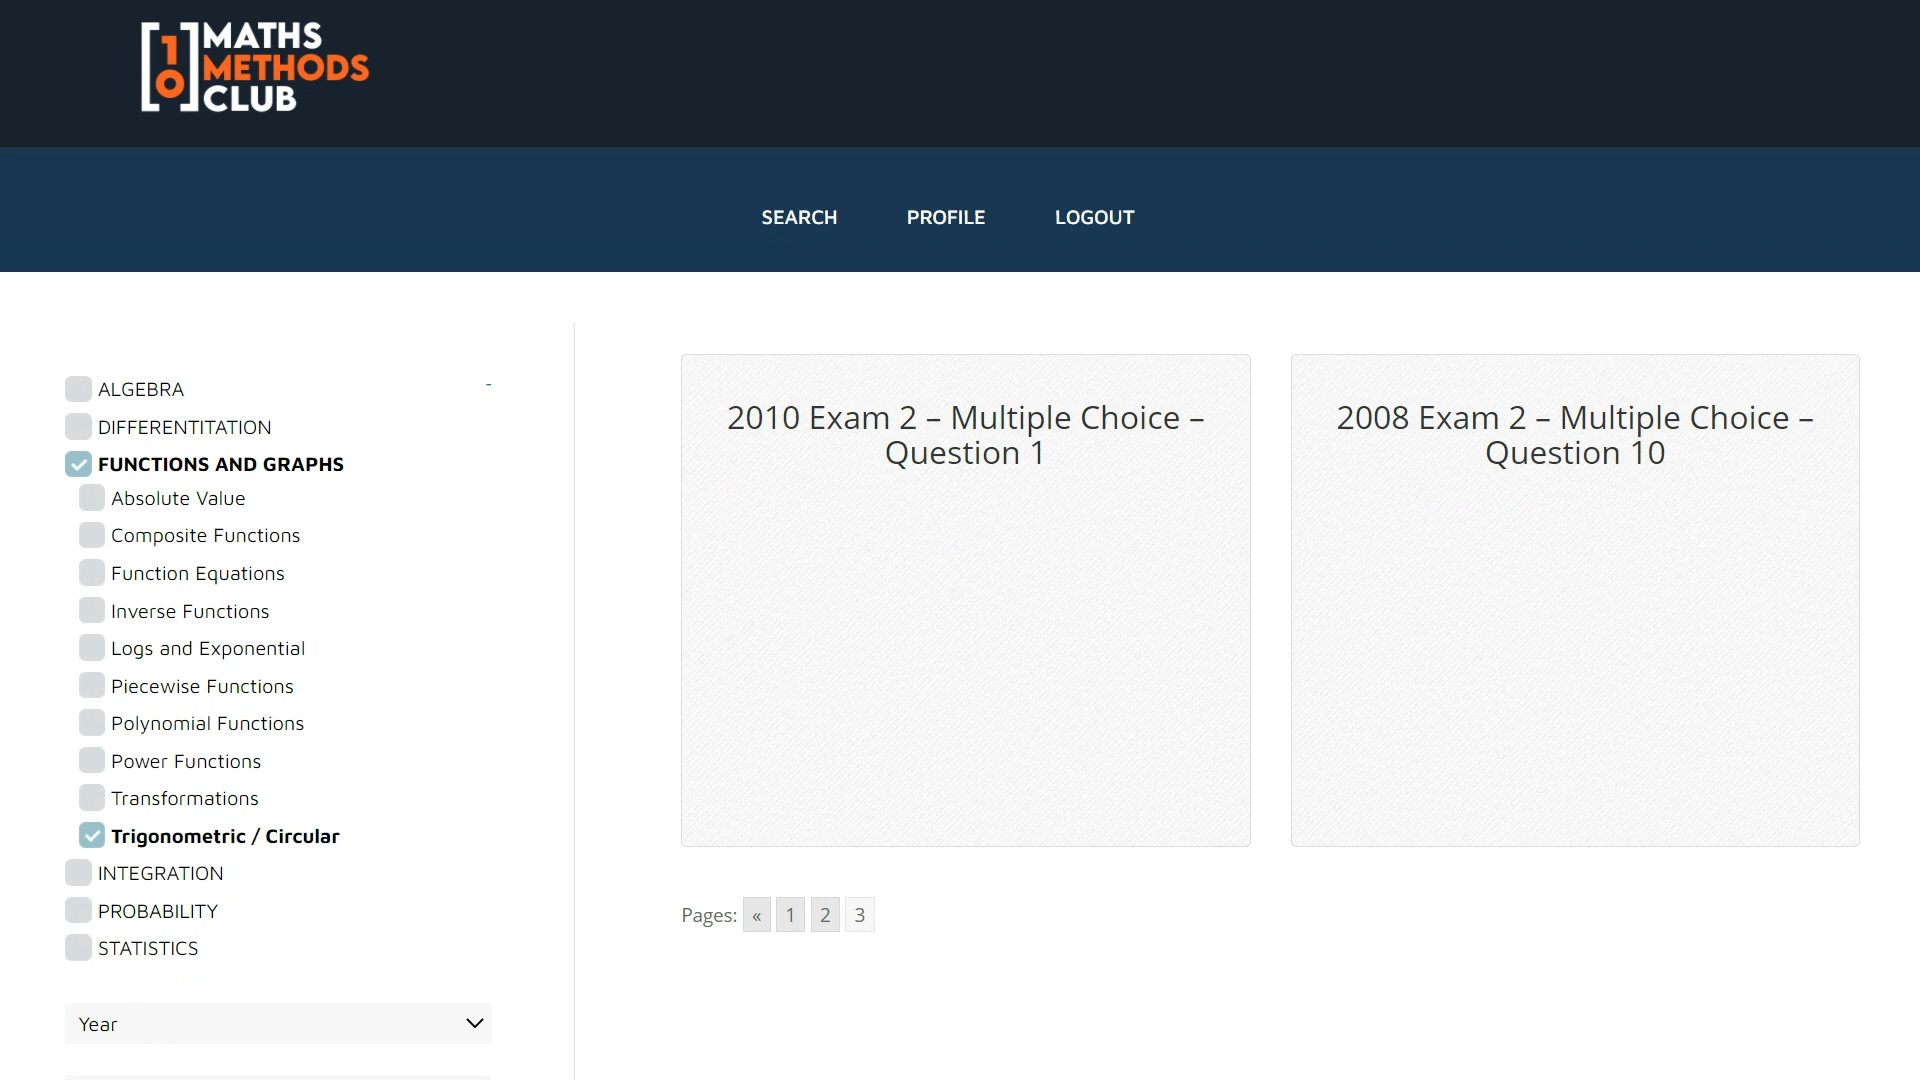 [10] MATHS
METHODS
CLUB
SEARCH PROFILE LOGOUT
ALGEBRA -
DIFFERENTITATION
FUNCTIONS AND GRAPHS
Absolute Value
Composite Functions
Function Equations
Inverse Functions
Logs and Exponential
Piecewise Functions
Polynomial Functions
Power Functions
Transformations
Trigonometric / Circular
INTEGRATION
PROBABILITY
STATISTICS
Year
2010 Exam 2 – Multiple Choice –
Question 1
2008 Exam 2 – Multiple Choice –
Question 10
Pages: « 1 2 3